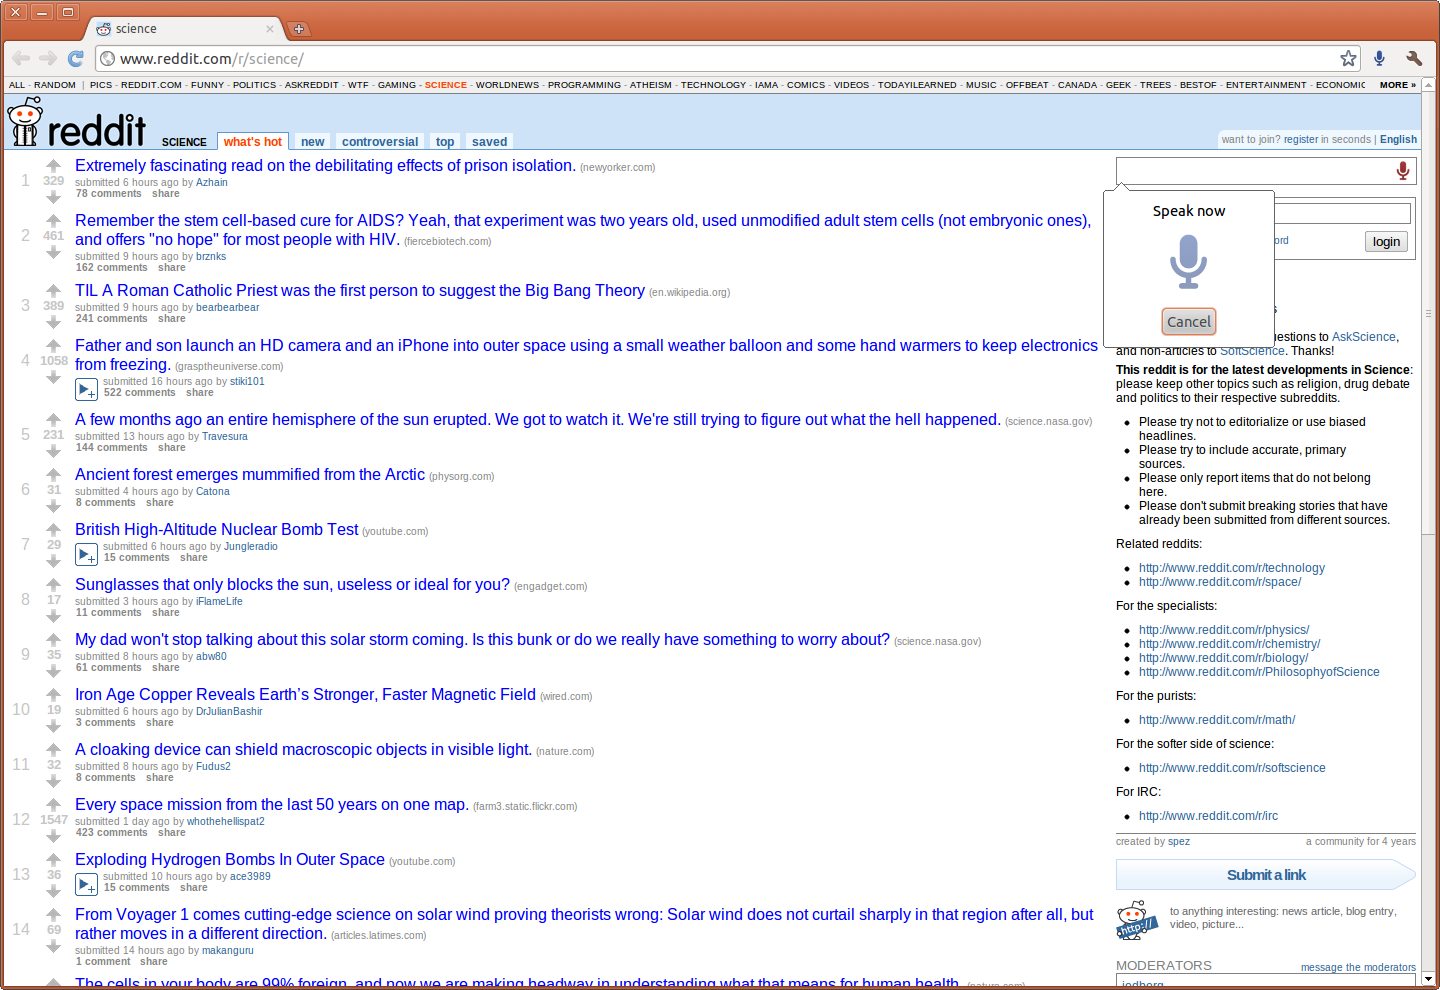 science
www.reddit.com/r/science/
ALL - RANDOM | PICS - REDDIT.COM - FUNNY - POLITICS - ASKREDDIT - WTF - GAMING - SCIENCE - WORLDNEWS - PROGRAMMING - ATHEISM - TECHNOLOGY - IAMA - COMICS - VIDEOS - TODAYILEARNED - MUSIC - OFFBEAT - CANADA - GEEK - TREES - BESTOF - ENTERTAINMENT - ECONOMIC MORE »
reddit SCIENCE what's hot new controversial top saved
want to join? register in seconds | English
1
329
Extremely fascinating read on the debilitating effects of prison isolation. (newyorker.com)
submitted 6 hours ago by Azhain
78 comments share
2
461
Remember the stem cell-based cure for AIDS? Yeah, that experiment was two years old, used unmodified adult stem cells (not embryonic ones),
and offers "no hope" for most people with HIV. (fiercebiotech.com)
submitted 9 hours ago by brznks
162 comments share
3
389
TIL A Roman Catholic Priest was the first person to suggest the Big Bang Theory (en.wikipedia.org)
submitted 9 hours ago by bearbearbear
241 comments share
4
1058
Father and son launch an HD camera and an iPhone into outer space using a small weather balloon and some hand warmers to keep electronics
from freezing. (grasptheuniverse.com)
submitted 16 hours ago by stiki101
522 comments share
5
231
A few months ago an entire hemisphere of the sun erupted. We got to watch it. We're still trying to figure out what the hell happened. (science.nasa.gov)
submitted 13 hours ago by Travesura
144 comments share
6
31
Ancient forest emerges mummified from the Arctic (physorg.com)
submitted 4 hours ago by Catona
8 comments share
7
29
British High-Altitude Nuclear Bomb Test (youtube.com)
submitted 6 hours ago by Jungleradio
15 comments share
8
17
Sunglasses that only blocks the sun, useless or ideal for you? (engadget.com)
submitted 3 hours ago by iFlameLife
11 comments share
9
35
My dad won't stop talking about this solar storm coming. Is this bunk or do we really have something to worry about? (science.nasa.gov)
submitted 8 hours ago by abw80
61 comments share
10
19
Iron Age Copper Reveals Earth's Stronger, Faster Magnetic Field (wired.com)
submitted 6 hours ago by DrJulianBashir
3 comments share
11
32
A cloaking device can shield macroscopic objects in visible light. (nature.com)
submitted 8 hours ago by Fudus2
8 comments share
12
1547
Every space mission from the last 50 years on one map. (farm3.static.flickr.com)
submitted 1 day ago by whothehellispat2
423 comments share
13
36
Exploding Hydrogen Bombs In Outer Space (youtube.com)
submitted 10 hours ago by ace3989
15 comments share
14
69
From Voyager 1 comes cutting-edge science on solar wind proving theorists wrong: Solar wind does not curtail sharply in that region after all, but
rather moves in a different direction. (articles.latimes.com)
submitted 14 hours ago by makanguru
1 comment share
The cells in your body are 99% foreign, and now we are making headway in understanding what that means for human health. (nature.com)
Speak now
Cancel
ord
login
s
estions to AskScience,
and non-articles to SoftScience. Thanks!
This reddit is for the latest developments in Science:
please keep other topics such as religion, drug debate
and politics to their respective subreddits.
Please try not to editorialize or use biased
headlines.
Please try to include accurate, primary
sources.
Please only report items that do not belong
here.
Please don't submit breaking stories that have
already been submitted from different sources.
Related reddits:
http://www.reddit.com/r/technology
http://www.reddit.com/r/space/
For the specialists:
http://www.reddit.com/r/physics/
http://www.reddit.com/r/chemistry/
http://www.reddit.com/r/biology/
http://www.reddit.com/r/PhilosophyofScience
For the purists:
http://www.reddit.com/r/math/
For the softer side of science:
http://www.reddit.com/r/softscience
For IRC:
http://www.reddit.com/r/irc
created by spez a community for 4 years
Submit a link
http://
to anything interesting: news article, blog entry,
video, picture...
MODERATORS message the moderators
jedberg